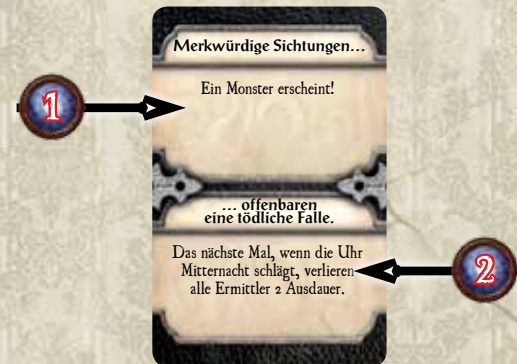 Merkwürdige Sichtungen...
1
Ein Monster erscheint!
... offenbaren
eine tödliche Falle.
Das nächste Mal, wenn die Uhr
Mitternacht schlägt, verlieren
alle Ermittler 2 Ausdauer.
2